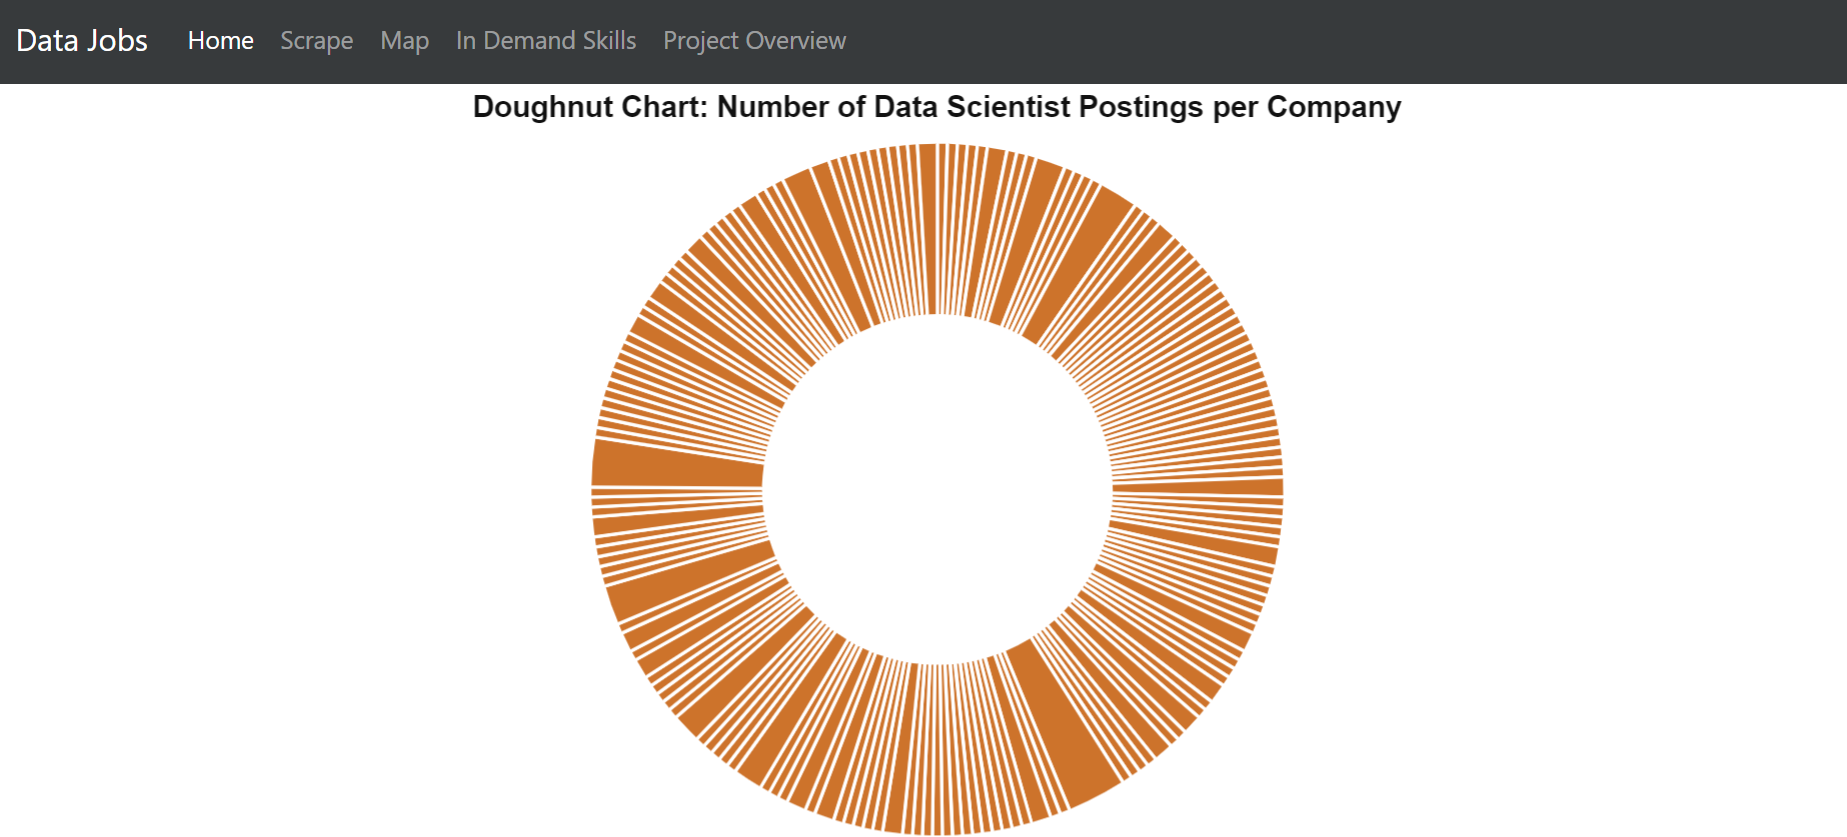 Data Jobs Home Scrape Map In Demand Skills Project Overview
Doughnut Chart: Number of Data Scientist Postings per Company